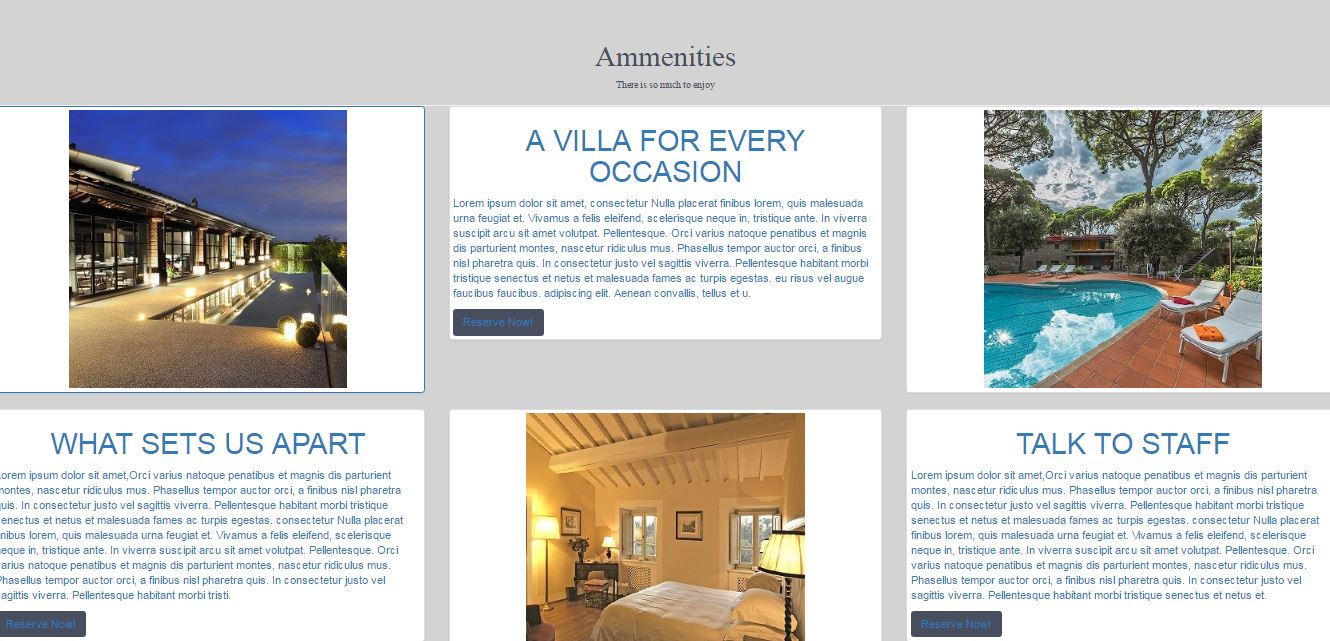 Ammenities
There is so much to enjoy
A VILLA FOR EVERY
OCCASION
Lorem ipsum dolor sit amet, consectetur Nulla placerat finibus lorem, quis malesuada
urna feugiat et. Vivamus a felis eleifend, scelerisque neque in, tristique ante. In viverra
suscipit arcu sit amet volutpat. Pellentesque. Orci varius natoque penatibus et magnis
dis parturient montes, nascetur ridiculus mus. Phasellus tempor auctor orci, a finibus
nisl pharetra quis. In consectetur justo vel sagittis viverra. Pellentesque habitant morbi
tristique senectus et netus et malesuada fames ac turpis egestas. eu risus vel augue
faucibus faucibus. adipiscing elit. Aenean convallis, tellus et u.
Reserve Now!
WHAT SETS US APART
orem ipsum dolor sit amet,Orci varius natoque penatibus et magnis dis parturient
montes, nascetur ridiculus mus. Phasellus tempor auctor orci, a finibus nisl pharetra
quis. In consectetur justo vel sagittis viverra. Pellentesque habitant morbi tristique
senectus et netus et malesuada fames ac turpis egestas. consectetur Nulla placerat
finibus lorem, quis malesuada urna feugiat et. Vivamus a felis eleifend, scelerisque
neque in, tristique ante. In viverra suscipit arcu sit amet volutpat. Pellentesque. Orci
varius natoque penatibus et magnis dis parturient montes, nascetur ridiculus mus.
Phasellus tempor auctor orci, a finibus nisl pharetra quis. In consectetur justo vel
sagittis viverra. Pellentesque habitant morbi tristi.
Reserve Now!
TALK TO STAFF
Lorem ipsum dolor sit amet,Orci varius natoque penatibus et magnis dis parturient
montes, nascetur ridiculus mus. Phasellus tempor auctor orci, a finibus nisl pharetra
quis. In consectetur justo vel sagittis viverra. Pellentesque habitant morbi tristique
senectus et netus et malesuada fames ac turpis egestas. consectetur Nulla placerat
finibus lorem, quis malesuada urna feugiat et. Vivamus a felis eleifend, scelerisque
neque in, tristique ante. In viverra suscipit arcu sit amet volutpat. Pellentesque. Orci
varius natoque penatibus et magnis dis parturient montes, nascetur ridiculus mus.
Phasellus tempor auctor orci, a finibus nisl pharetra quis. In consectetur justo vel
sagittis viverra. Pellentesque habitant morbi tristique senectus et netus et.
Reserve Now!